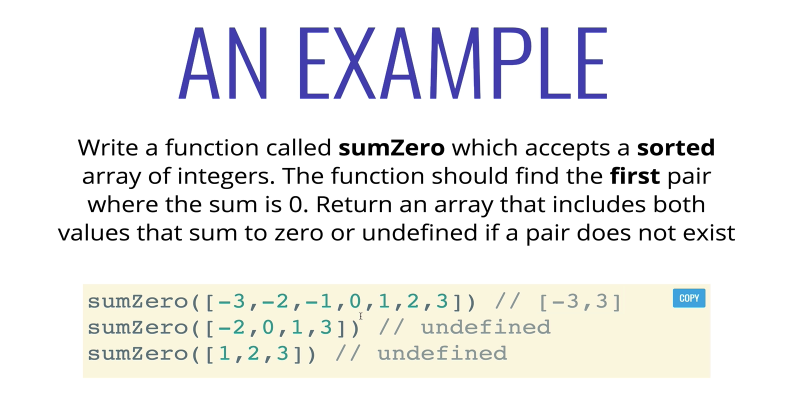 AN EXAMPLE
Write a function called sumZero which accepts a sorted
array of integers. The function should find the first pair
where the sum is 0. Return an array that includes both
values that sum to zero or undefined if a pair does not exist
sumZero([-3,-2,-1,0,1,2,3]) // [-3,3]
COPY
sumZero([-2,0,1,3]) // undefined
sumZero([1,2,3]) // undefined